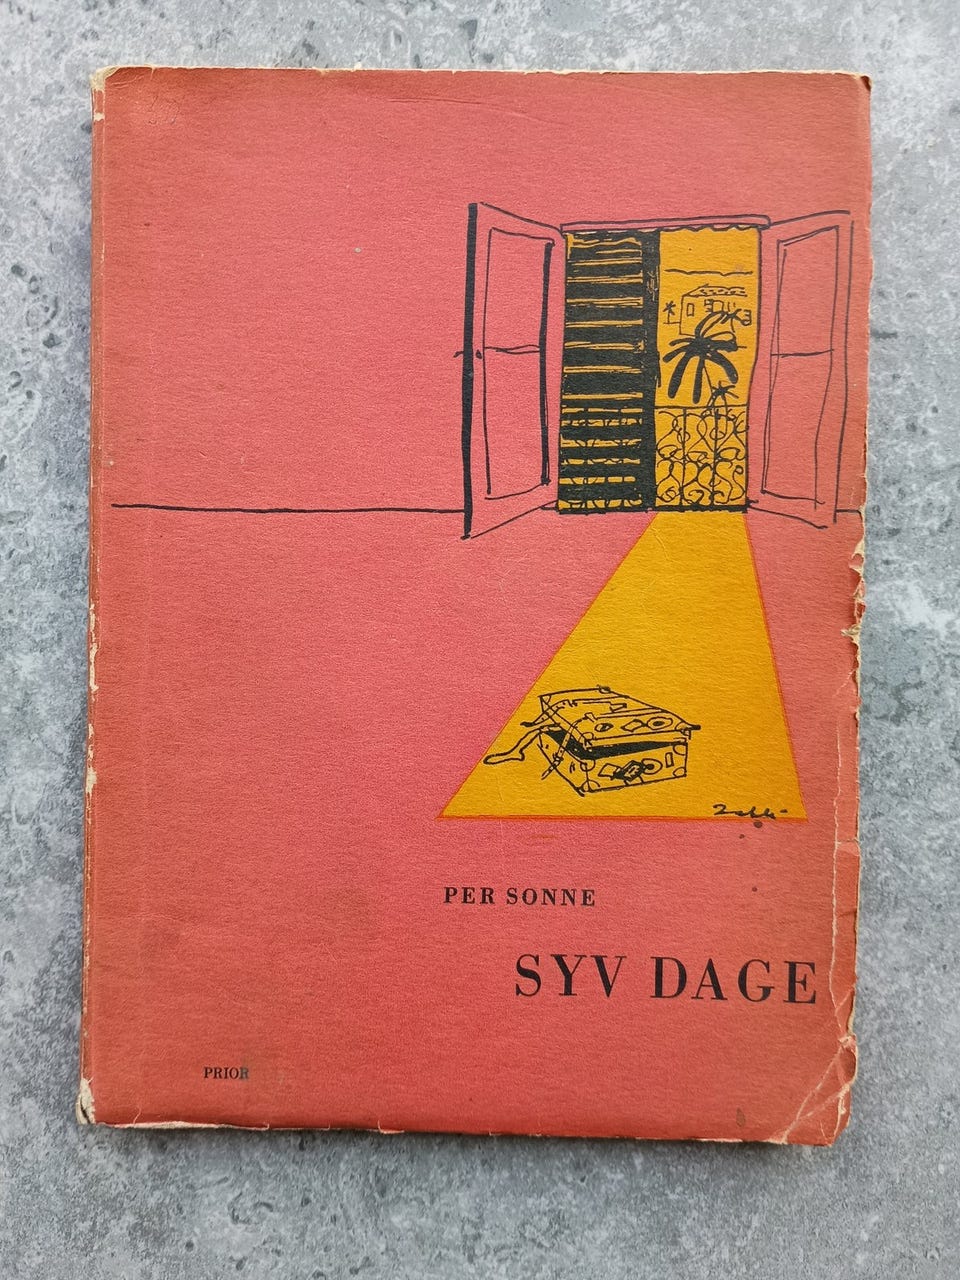 PER SONNE
SYV DAGE
PRIOR